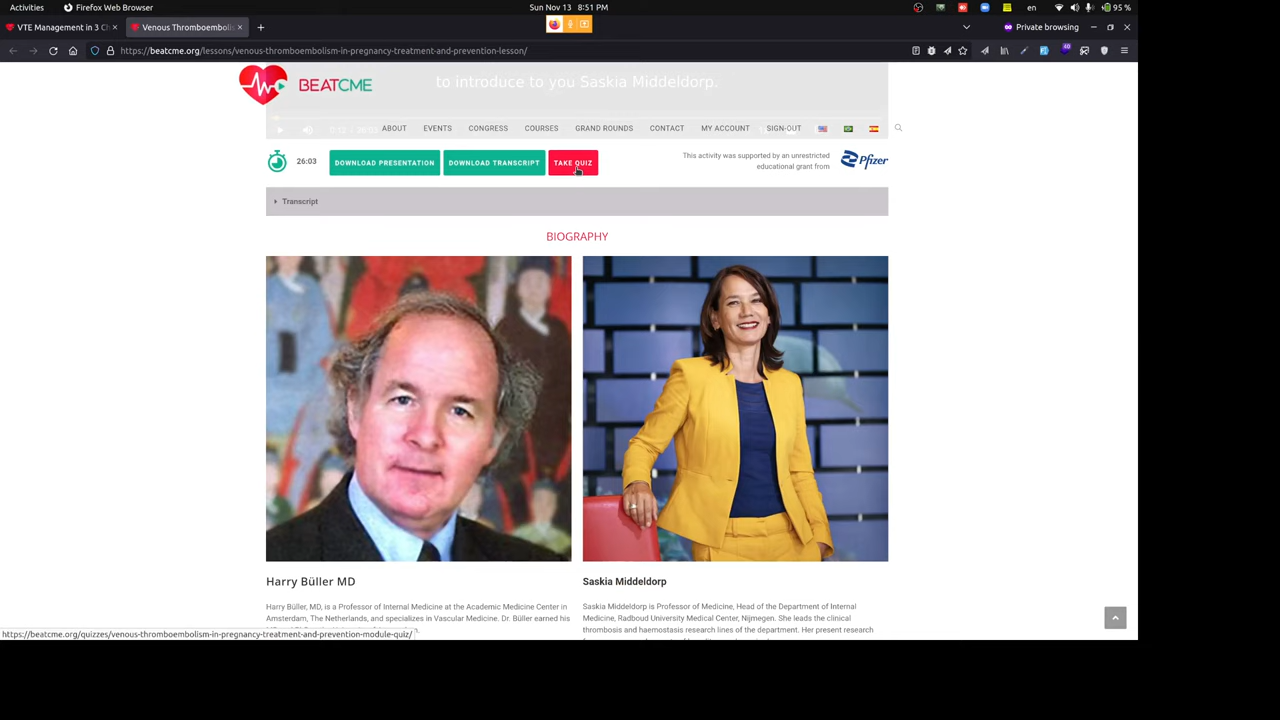 Activities
Firefox Web Browser
Sun Nov 13 8:51 PM
en
95 %
VTE Management in 3 Ch
Venous Thromboembolis
Private browsing
https://beatcme.org/lessons/venous-thromboembolism-in-pregnancy-treatment-and-prevention-lesson/
BEATCME
to introduce to you Saskia Middeldorp.
ABOUT EVENTS CONGRESS COURSES GRAND ROUNDS CONTACT MY ACCOUNT SIGN-OUT
26:03
DOWNLOAD PRESENTATION
DOWNLOAD TRANSCRIPT
TAKE QUIZ
This activity was supported by an unrestricted
educational grant from
Pfizer
Transcript
BIOGRAPHY
Harry Büller MD
Harry Büller, MD, is a Professor of Internal Medicine at the Academic Medicine Center in
Amsterdam, The Netherlands, and specializes in Vascular Medicine. Dr. Büller earned his
Saskia Middeldorp
Saskia Middeldorp is Professor of Medicine, Head of the Department of Internal
Medicine, Radboud University Medical Center, Nijmegen. She leads the clinical
thrombosis and haemostasis research lines of the department. Her present research
https://beatcme.org/quizzes/venous-thromboembolism-in-pregnancy-treatment-and-prevention-module-quiz/